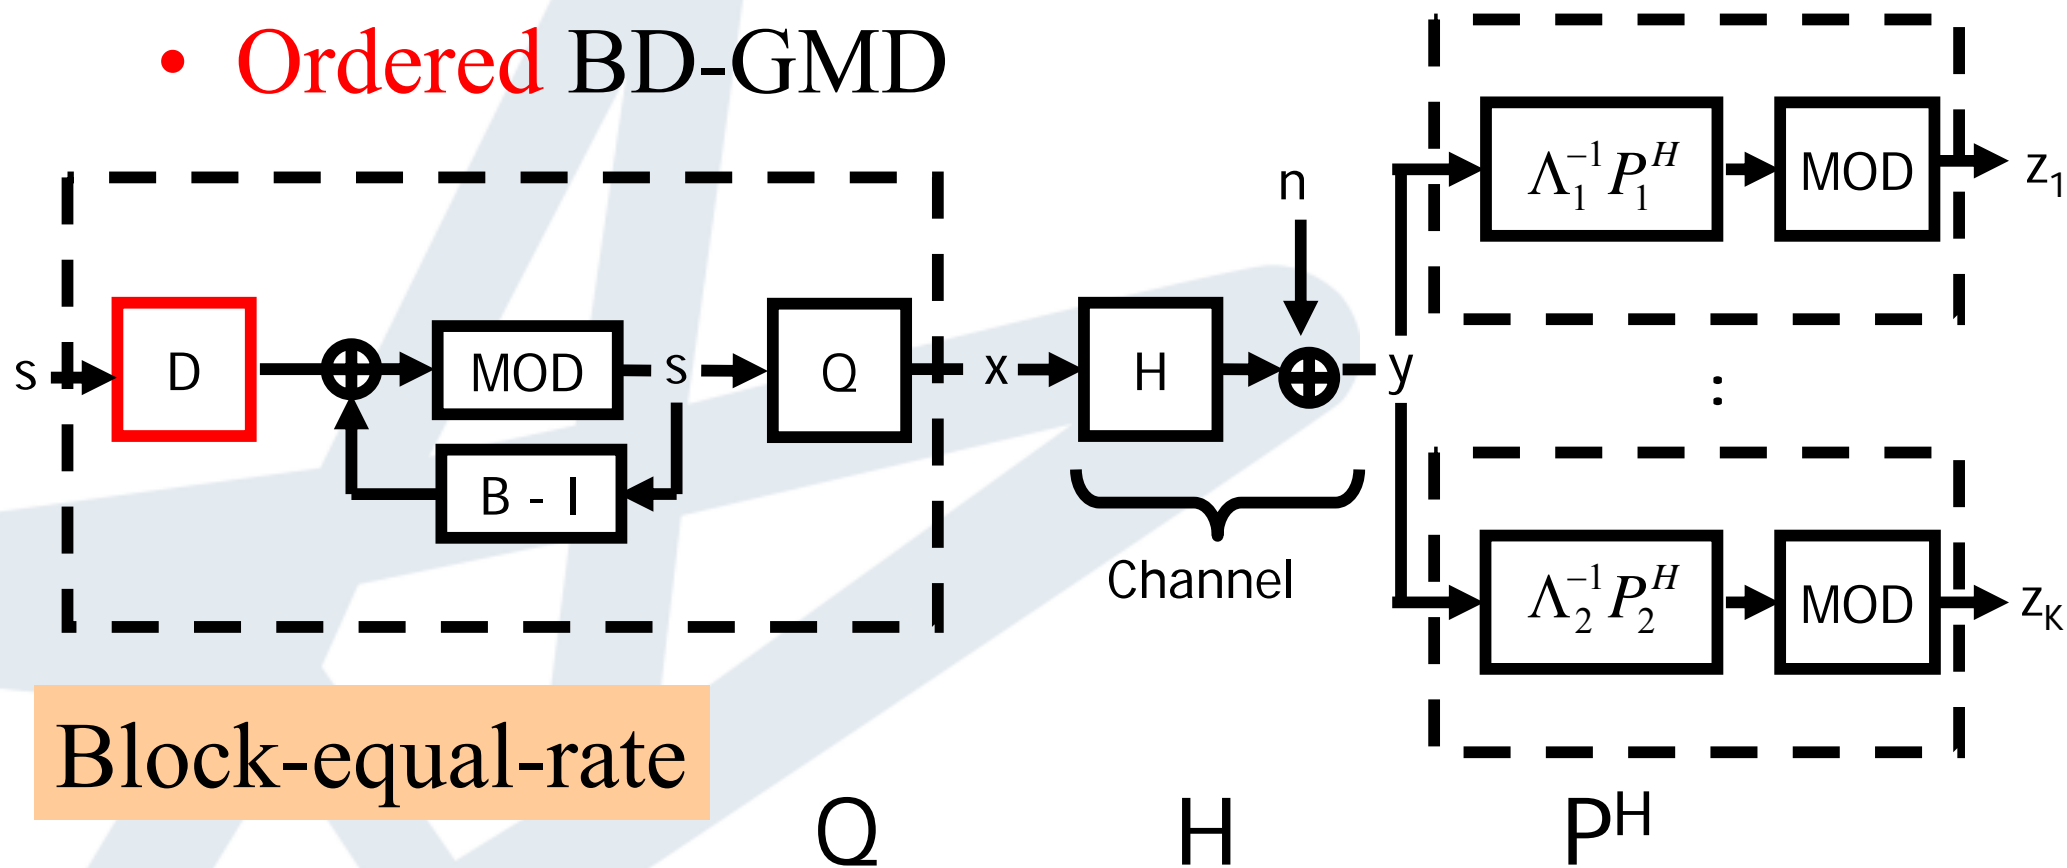 • Ordered BD-GMD
s
D
MOD
s
Q
x
H
n
y
B - I
Channel
Λ₁⁻¹P₁ᴴ
MOD
z₁
:
Λ₂⁻¹P₂ᴴ
MOD
z_K
Block-equal-rate
Q
H
Pᴴ